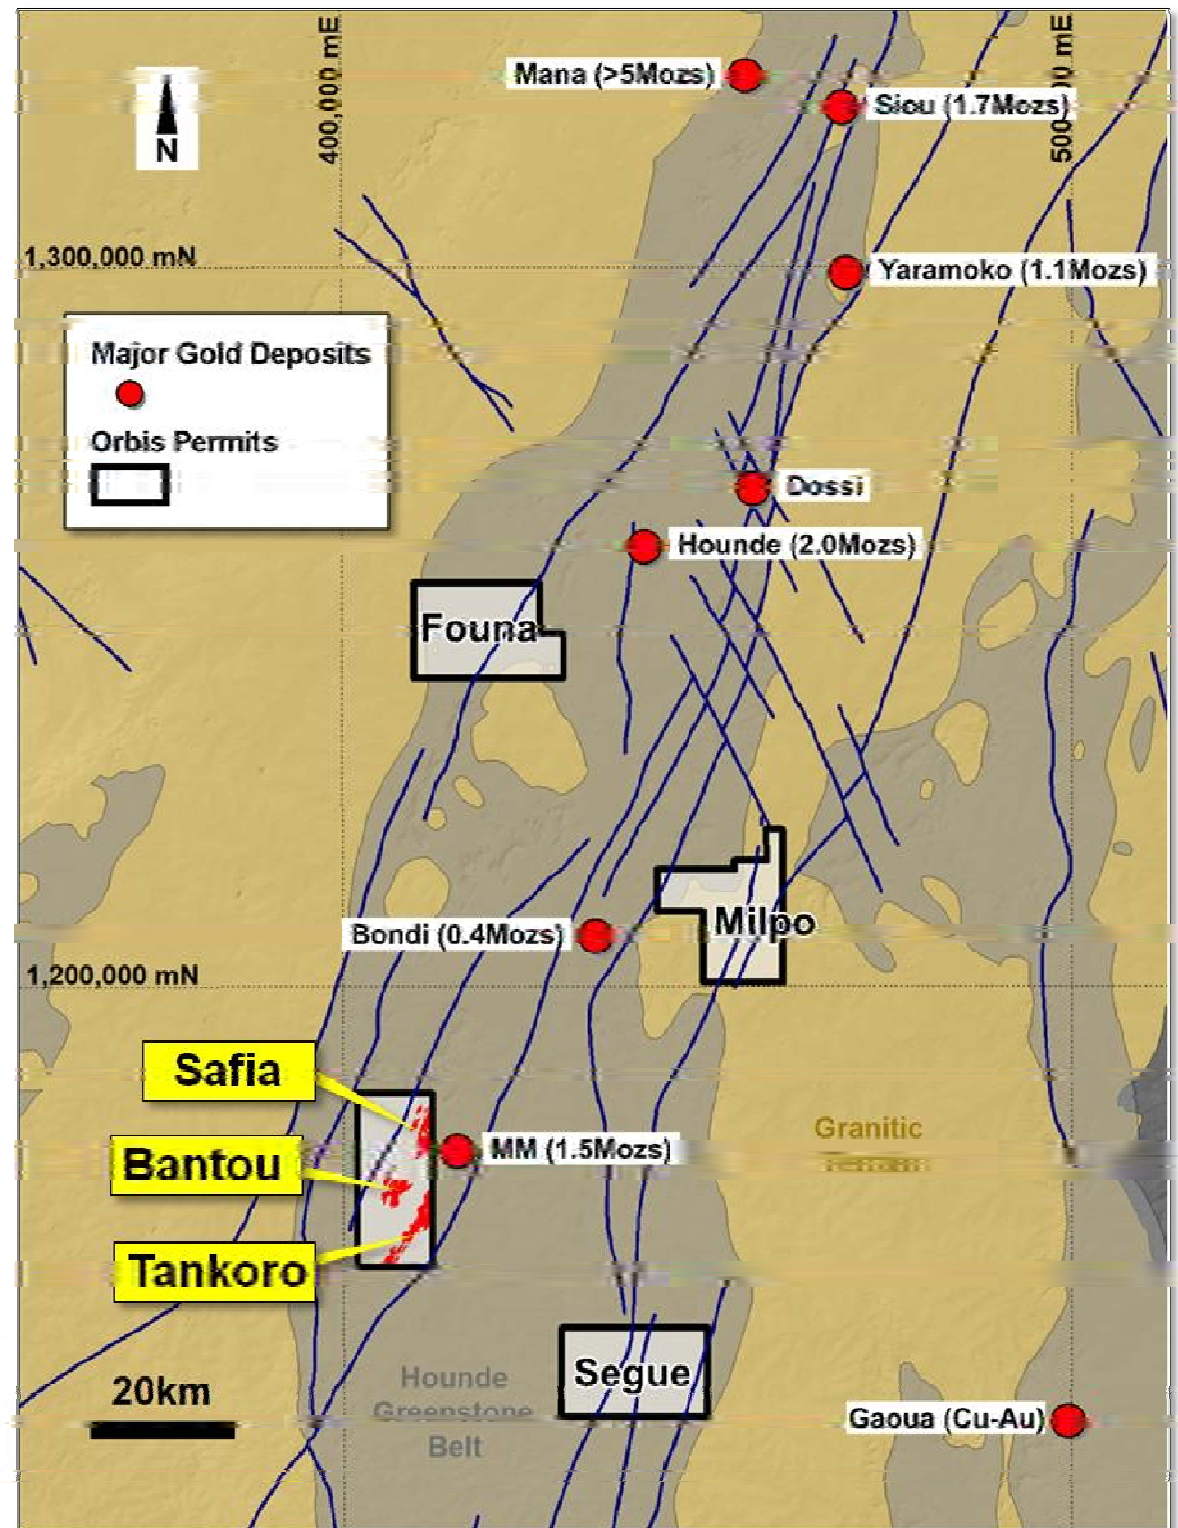 400,000 mE
Mana (>5Mozs)
Siou (1.7Mozs)
mE
N
1,300,000 mN
Yaramoko (1.1Mozs)
Major Gold Deposits
Orbis Permits
Dossi
Hounde (2.0Mozs)
Founa
Milpo
Bondi (0.4Mozs)
1,200,000 mN
Safia
Granitic
MM (1.5Mozs)
Bantou
Tankoro
Segue
20km
Hounde
Greenstone
Belt
Gaoua (Cu-Au)